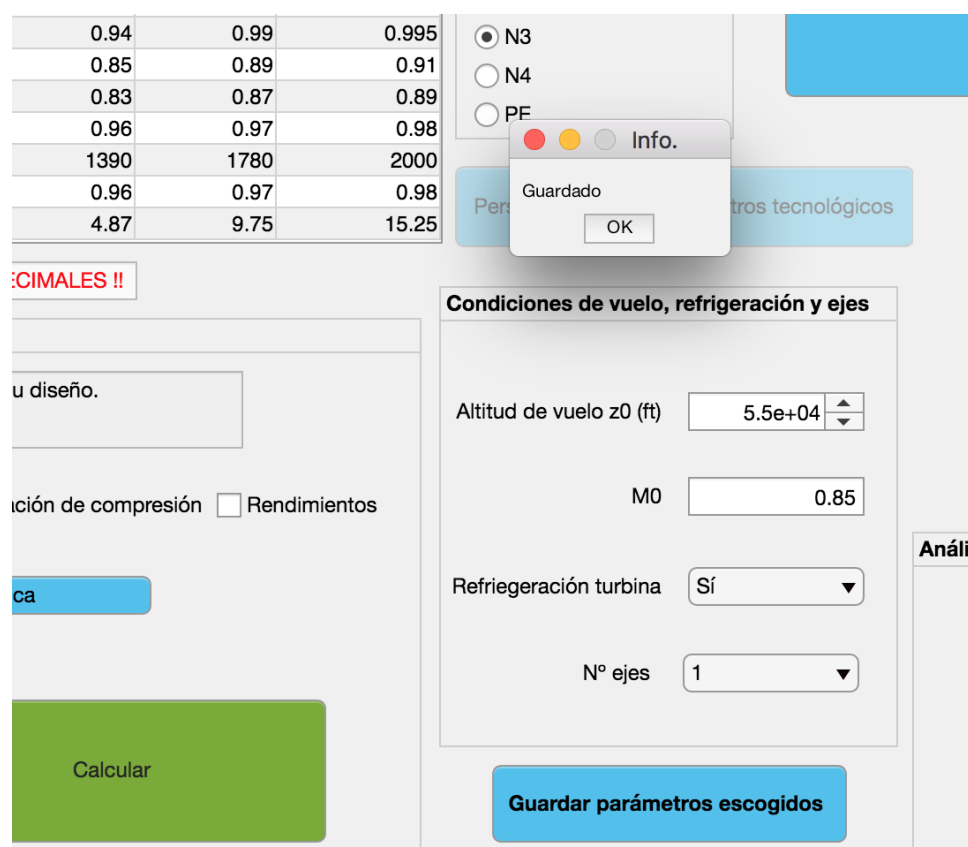 0.94 0.99 0.995
0.85 0.89 0.91
0.83 0.87 0.89
0.96 0.97 0.98
1390 1780 2000
0.96 0.97 0.98
4.87 9.75 15.25
N3
N4
PE
Info.
Guardado
OK
Pers
tros tecnológicos
ECIMALES !!
Condiciones de vuelo, refrigeración y ejes
u diseño.
Altitud de vuelo z0 (ft) 5.5e+04
M0 0.85
ación de compresión Rendimientos
Anális
Refriegeración turbina Sí
ca
Nº ejes 1
Calcular
Guardar parámetros escogidos